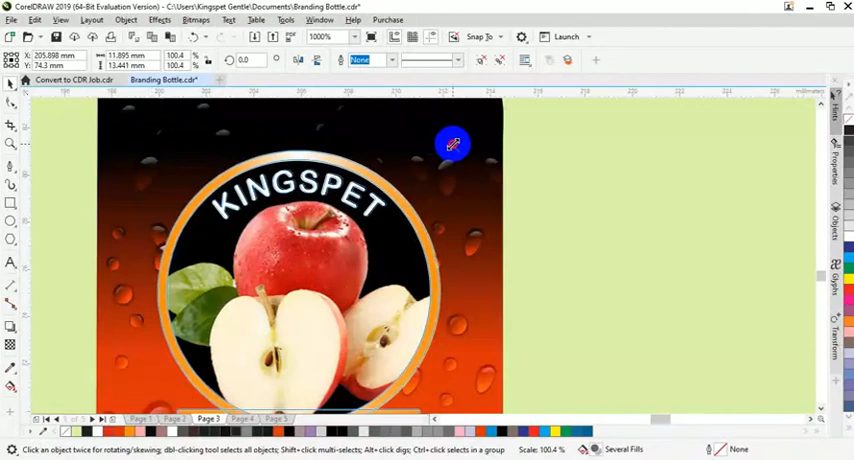 CorelDRAW 2019 (64-Bit Evaluation Version) - C:\Users\Kingspet Gentle\Documents\Branding Bottle.cdr*
File Edit View Layout Object Effects Bitmaps Text Table Tools Window Help Purchase
1000% Snap To Launch
X: 205.898 mm 11.895 mm 100.4 % 0.0 None
Y: 74.3 mm 13.441 mm 100.4 %
Convert to CDR Job.cdr Branding Bottle.cdr*
millimeters
KINGSPET
Hints
Properties
Objects
Glyphs
Transform
Page 1 Page 2 Page 3 Page 4 Page 5
Click an object twice for rotating/skewing; dbl-clicking tool selects all objects; Shift+click multi-selects; Alt+click digs; Ctrl+click selects in a group Scale: 100.4 % Several Fills None